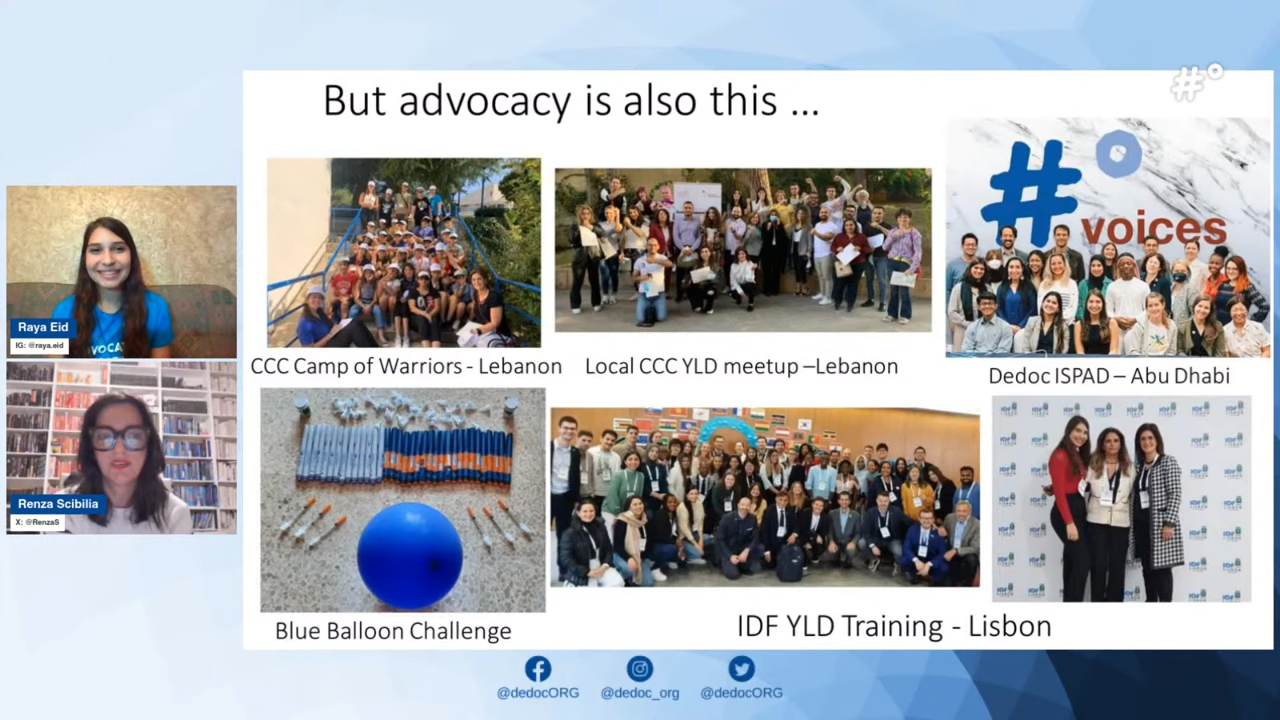 But advocacy is also this ...
#°
#°
voices
CCC Camp of Warriors - Lebanon
Local CCC YLD meetup –Lebanon
Dedoc ISPAD – Abu Dhabi
Raya Eid
IG: @raya.eid
Renza Scibilia
X: @RenzaS
IDF
LISBON
Blue Balloon Challenge
IDF YLD Training - Lisbon
@dedocORG
@dedoc_org
@dedocORG